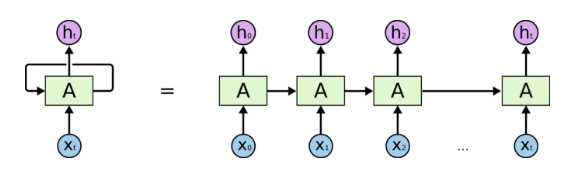 hₜ h₀ h₁ h₂ hₜ
A = A A A A
xₜ x₀ x₁ x₂ ... xₜ